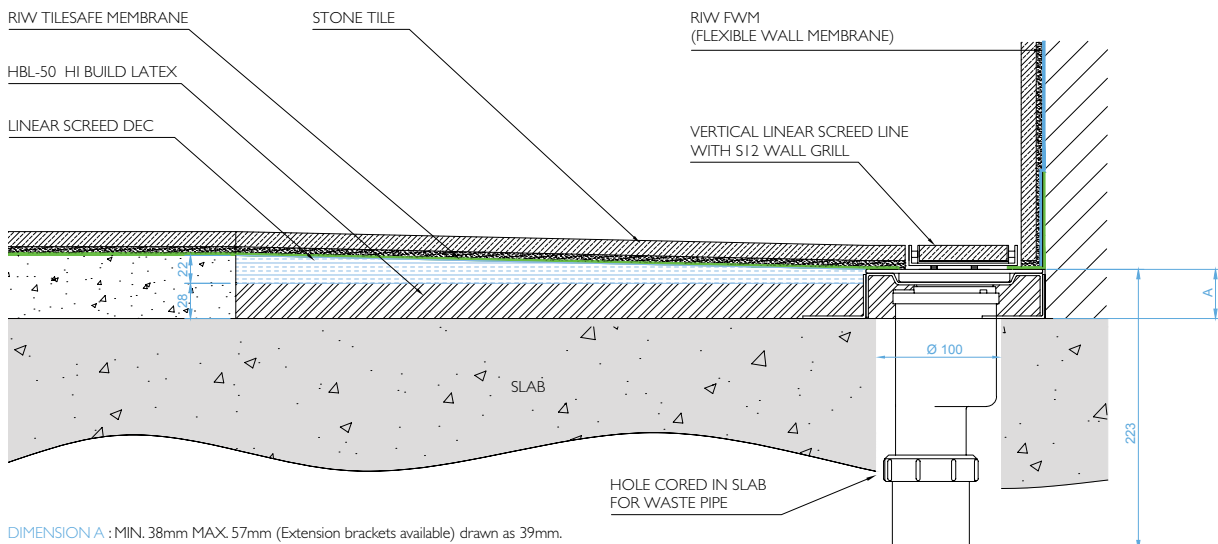 RIW TILESAFE MEMBRANE
STONE TILE
RIW FWM
(FLEXIBLE WALL MEMBRANE)
HBL-50 HI BUILD LATEX
LINEAR SCREED DEC
VERTICAL LINEAR SCREED LINE
WITH S12 WALL GRILL
22
28
A
Ø 100
SLAB
223
HOLE CORED IN SLAB
FOR WASTE PIPE
DIMENSION A : MIN. 38mm MAX. 57mm (Extension brackets available) drawn as 39mm.